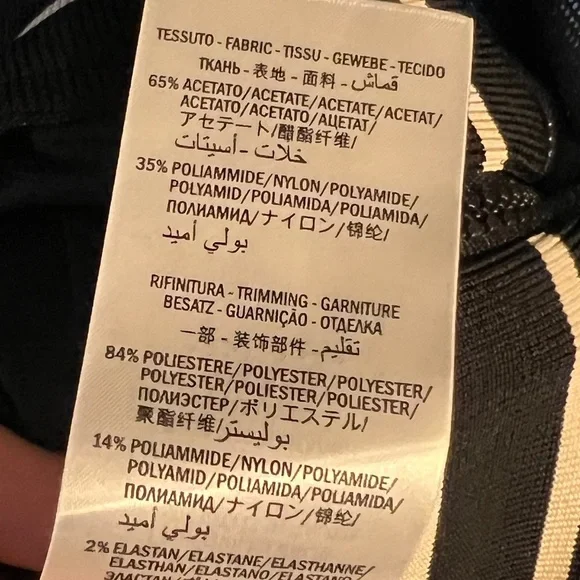 TESSUTO - FABRIC - TISSU - GEWEBE - TECIDO
ТКАНЬ - 表地 - 面料 - قماش
65% ACETATO/ACETATE/ACETATE/ACETAT/
ACETATO/ACETATO/АЦЕТАТ/
アセテート/醋酯纤维/
خلات - أسيتات
35% POLIAMMIDE/NYLON/POLYAMIDE/
POLYAMID/POLIAMIDA/POLIAMIDA/
ПОЛИАМИД/ナイロン/锦纶/
بولي أميد
RIFINITURA - TRIMMING - GARNITURE
BESATZ - GUARNIÇÃO - ОТДЕЛКА
一部 - 装饰部件 - تقليم
84% POLIESTERE/POLYESTER/POLYESTER/
POLYESTER/POLIESTER/POLIESTER/
ПОЛИЭСТЕР/ポリエステル/
聚酯纤维/بوليستر
14% POLIAMMIDE/NYLON/POLYAMIDE/
POLYAMID/POLIAMIDA/POLIAMIDA/
ПОЛИАМИД/ナイロン/锦纶/
بولي أميد
2% ELASTAN/ELASTANE/ELASTHANNE/
ELASTHAN/ELASTANO/ELASTANO/